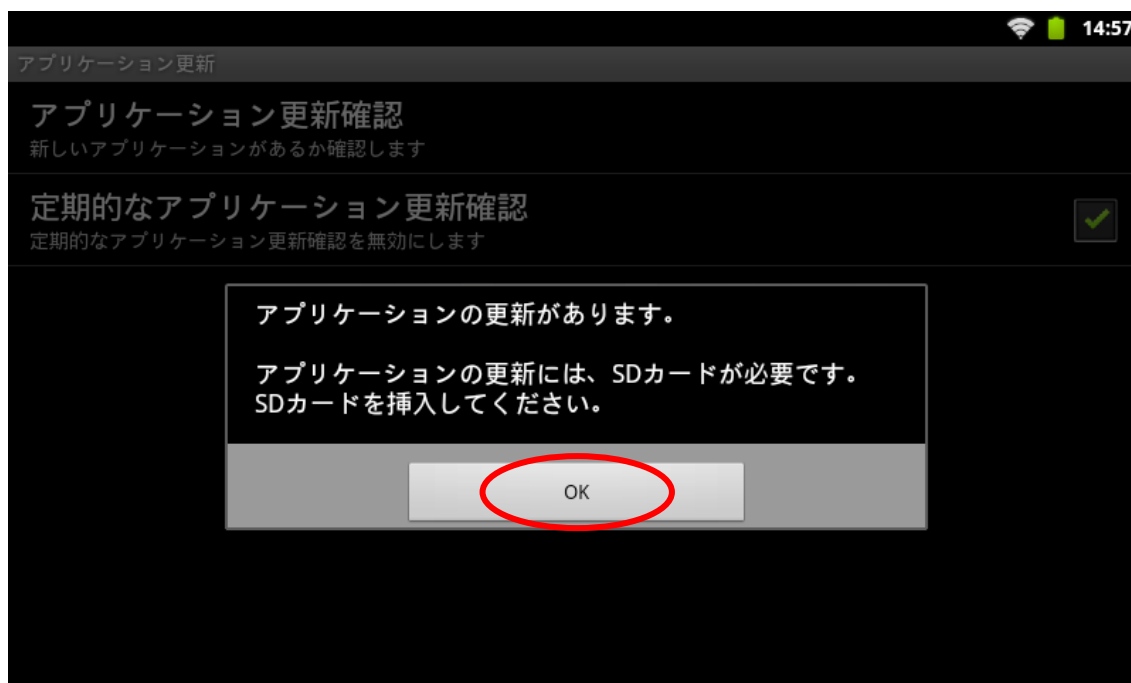 14:57
アプリケーション更新
アプリケーション更新確認
新しいアプリケーションがあるか確認します
定期的なアプリケーション更新確認
定期的なアプリケーション更新確認を無効にします
アプリケーションの更新があります。
アプリケーションの更新には、SDカードが必要です。
SDカードを挿入してください。
OK